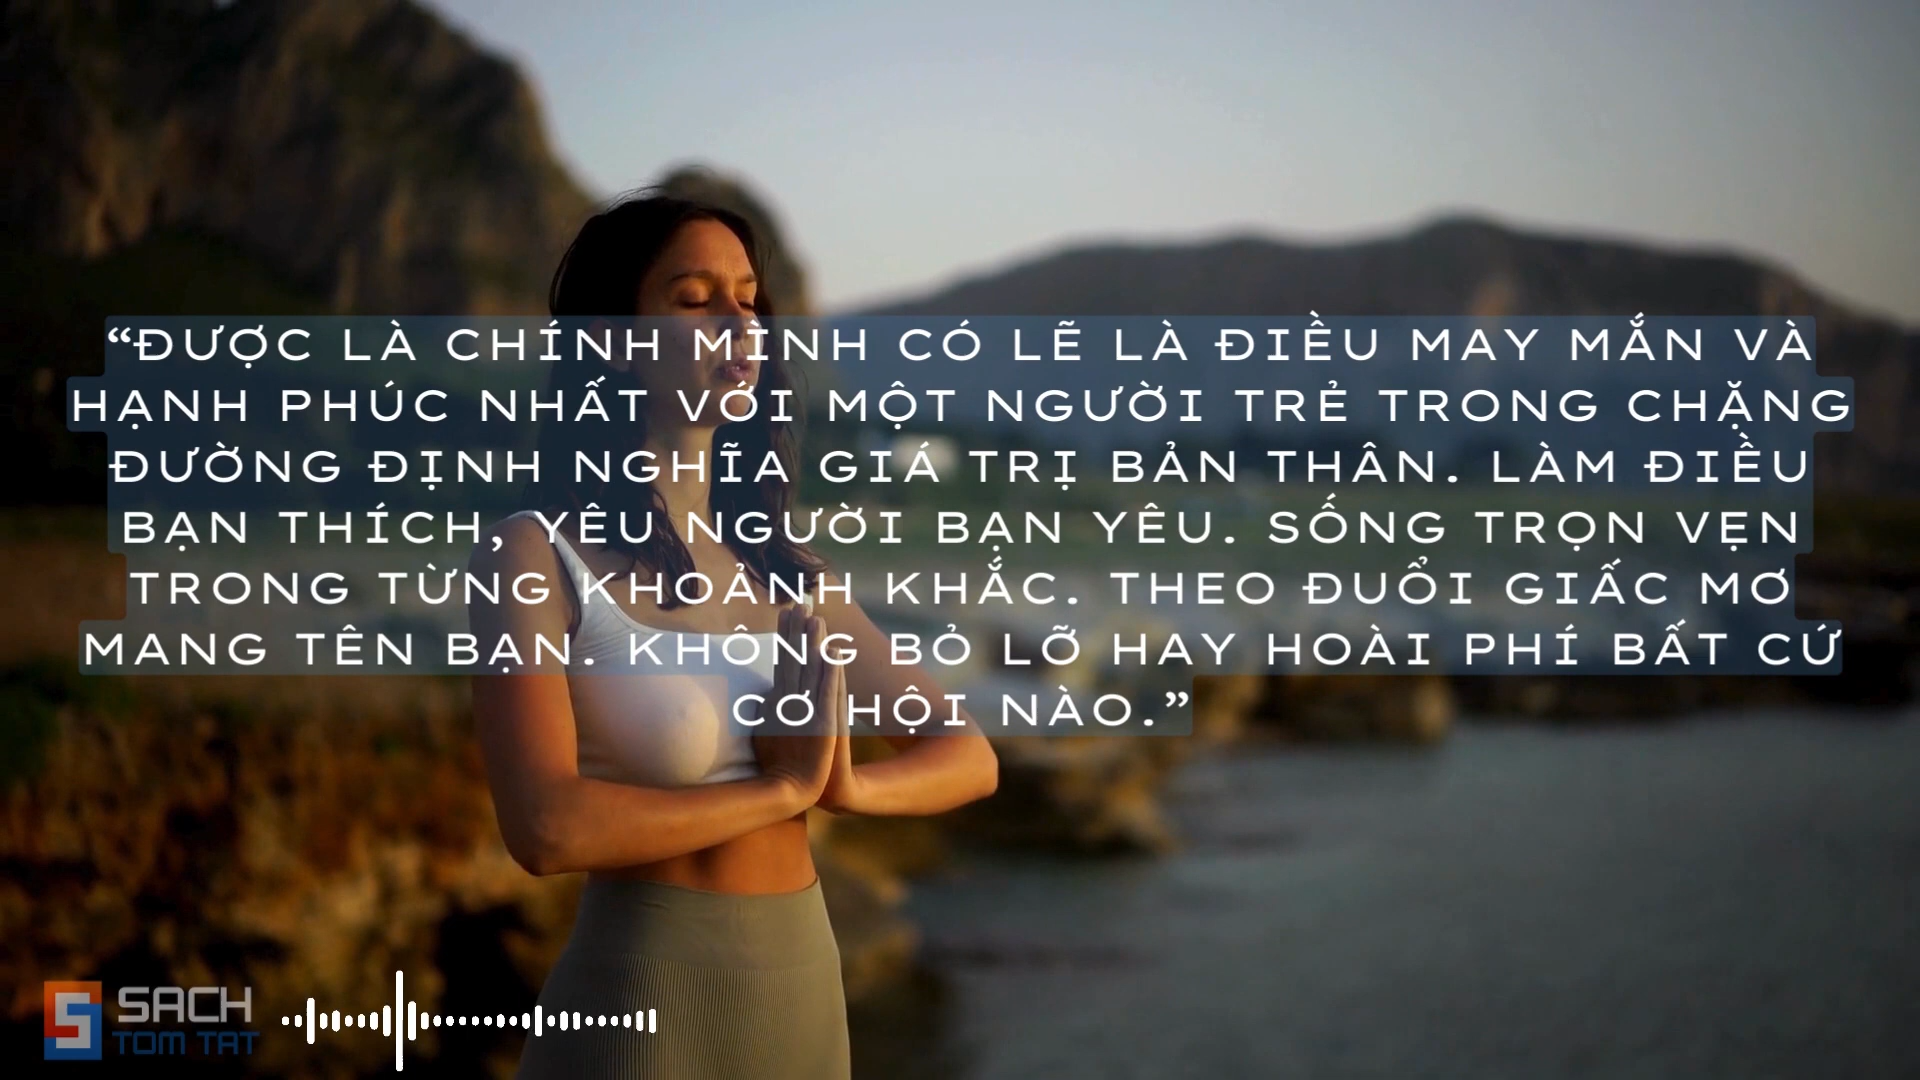 “ĐƯỢC LÀ CHÍNH MÌNH CÓ LẼ LÀ ĐIỀU MAY MẮN VÀ
HẠNH PHÚC NHẤT VỚI MỘT NGƯỜI TRẺ TRONG CHẶNG
ĐƯỜNG ĐỊNH NGHĨA GIÁ TRỊ BẢN THÂN. LÀM ĐIỀU
BẠN THÍCH, YÊU NGƯỜI BẠN YÊU. SỐNG TRỌN VẸN
TRONG TỪNG KHOẢNH KHẮC. THEO ĐUỔI GIẤC MƠ
MANG TÊN BẠN. KHÔNG BỎ LỠ HAY HOÀI PHÍ BẤT CỨ
CƠ HỘI NÀO.”
SACH
TOM TAT